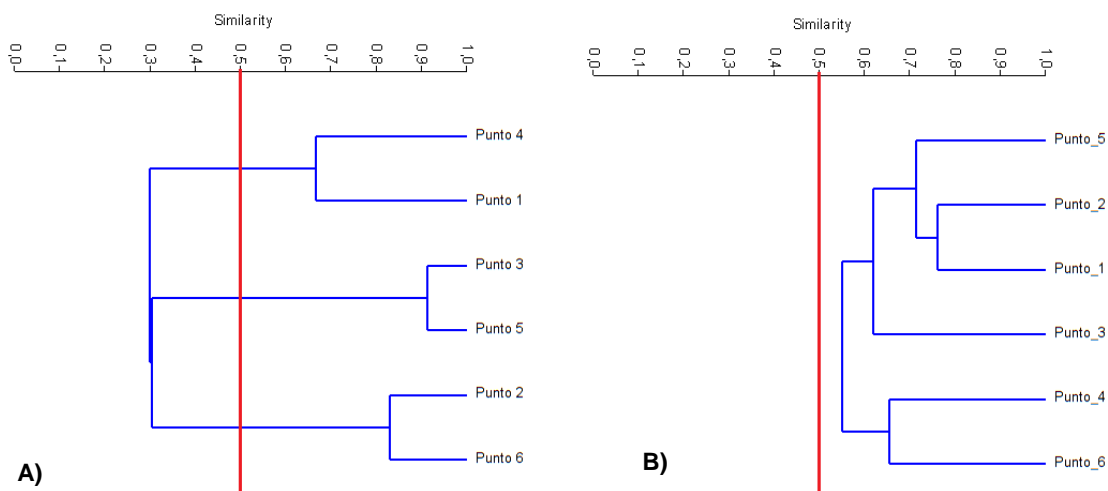 Similarity
0,0 0,1 0,2 0,3 0,4 0,5 0,6 0,7 0,8 0,9 1,0
Punto 4
Punto 1
Punto 3
Punto 5
Punto 2
Punto 6
A)
Similarity
0,0 0,1 0,2 0,3 0,4 0,5 0,6 0,7 0,8 0,9 1,0
Punto_5
Punto_2
Punto_1
Punto_3
Punto_4
Punto_6
B)